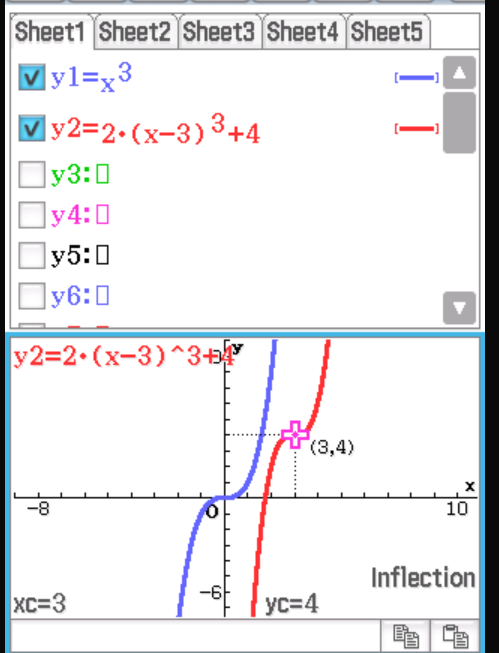 Sheet1 Sheet2 Sheet3 Sheet4 Sheet5
y1=x^3
y2=2·(x−3)^3+4
y3:▯
y4:▯
y5:▯
y6:▯
y2=2·(x−3)^3+4
y
(3,4)
x
−8
0
10
−6
Inflection
xc=3
yc=4